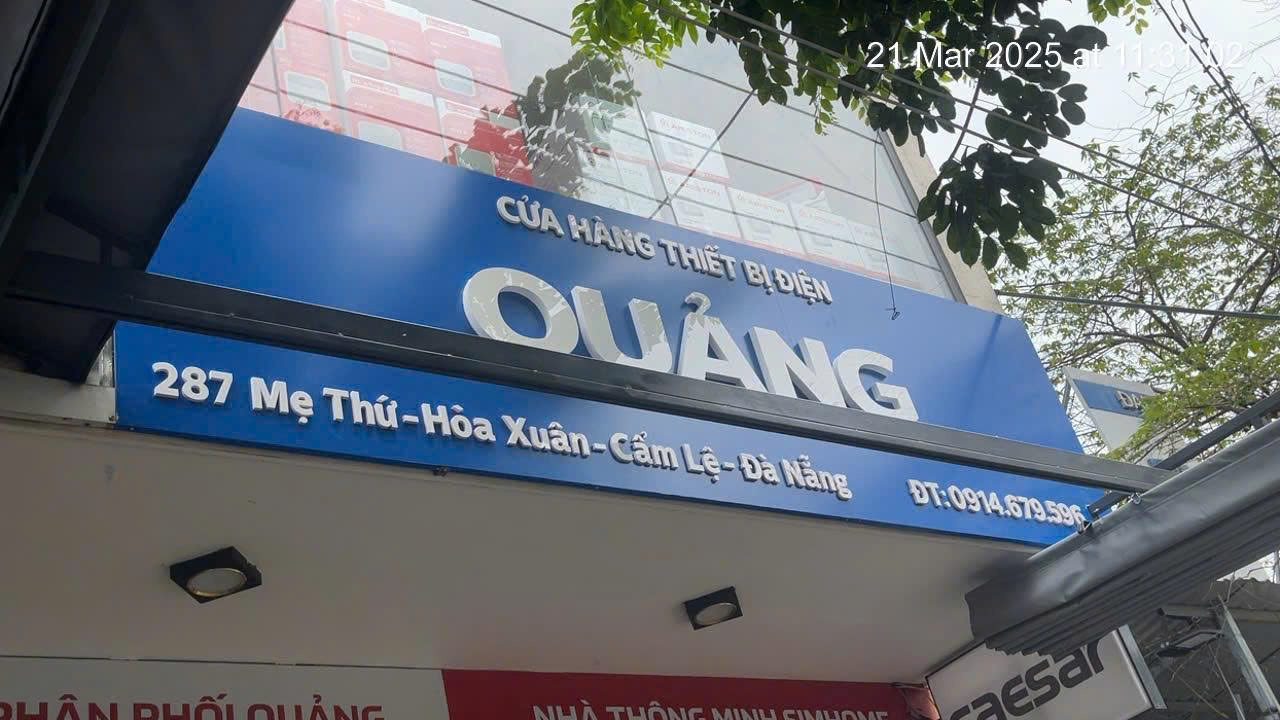 21 Mar 2025 at 11:31:02
ARISTON
CỬA HÀNG THIẾT BỊ ĐIỆN
QUẢNG
287 Mẹ Thứ - Hòa Xuân - Cẩm Lệ - Đà Nẵng
ĐT: 0914.679.596
PHÂN PHỐI QUẢNG
NHÀ THÔNG MINH SIMHOME
caesar